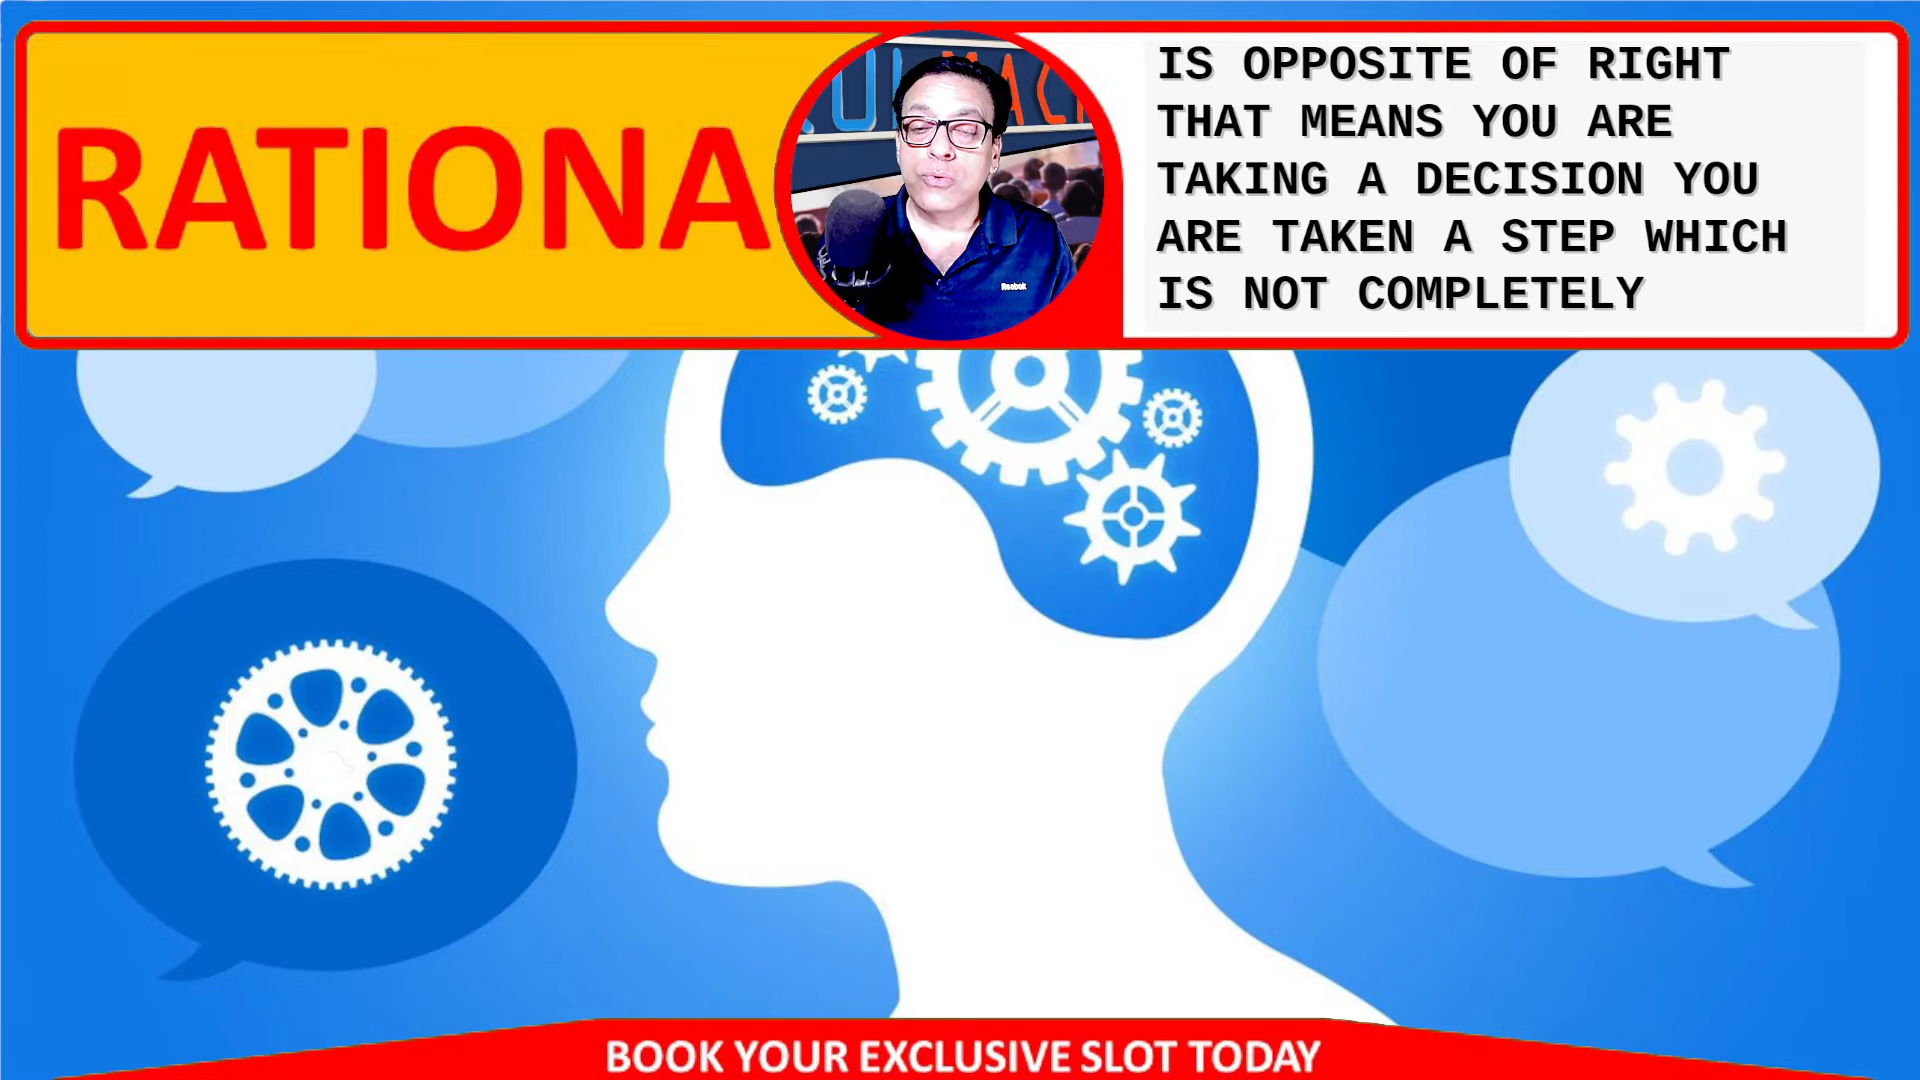 RATIONA
IS OPPOSITE OF RIGHT
THAT MEANS YOU ARE
TAKING A DECISION YOU
ARE TAKEN A STEP WHICH
IS NOT COMPLETELY
Reebok
BOOK YOUR EXCLUSIVE SLOT TODAY